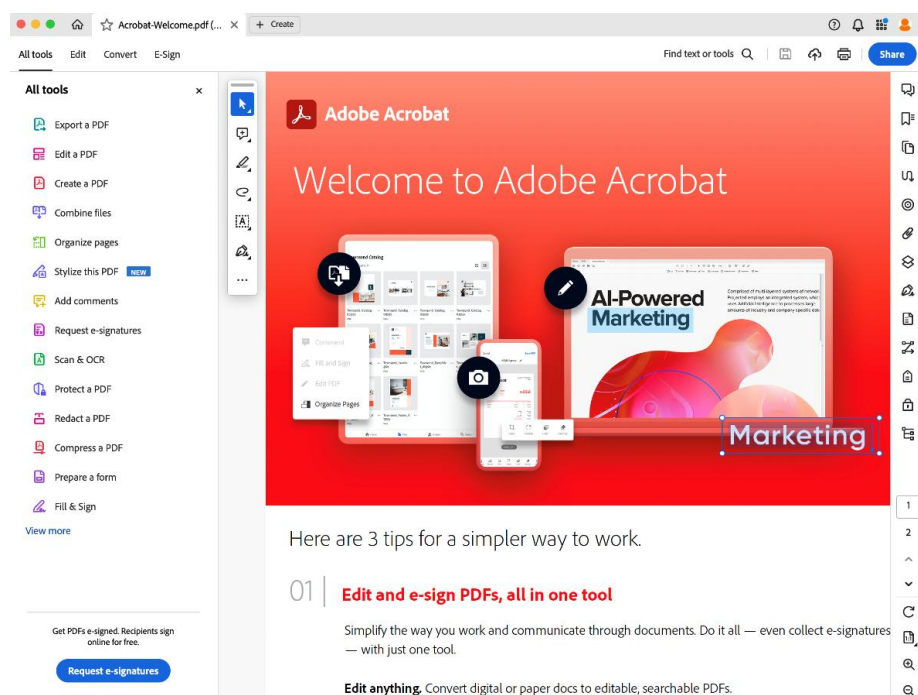 Acrobat-Welcome.pdf (...
+ Create
All tools
Edit
Convert
E-Sign
Find text or tools
Share
All tools
Export a PDF
Edit a PDF
Create a PDF
Combine files
Organize pages
Stylize this PDF NEW
Add comments
Request e-signatures
Scan & OCR
Protect a PDF
Redact a PDF
Compress a PDF
Prepare a form
Fill & Sign
View more
Get PDFs e-signed. Recipients sign
online for free.
Request e-signatures
Adobe Acrobat
Welcome to Adobe Acrobat
Comment
Fill and Sign
Edit PDF
Organize Pages
AI-Powered
Marketing
Marketing
Here are 3 tips for a simpler way to work.
01
Edit and e-sign PDFs, all in one tool
Simplify the way you work and communicate through documents. Do it all — even collect e-signatures
— with just one tool.
Edit anything. Convert digital or paper docs to editable, searchable PDFs.
1
2